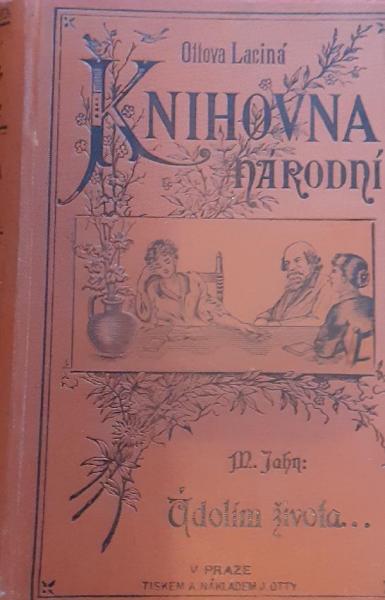 Ottova Laciná
KNIHOVNA
NÁRODNÍ
M. Jahn:
Údolím života...
V PRAZE
TISKEM A NÁKLADEM J. OTTY